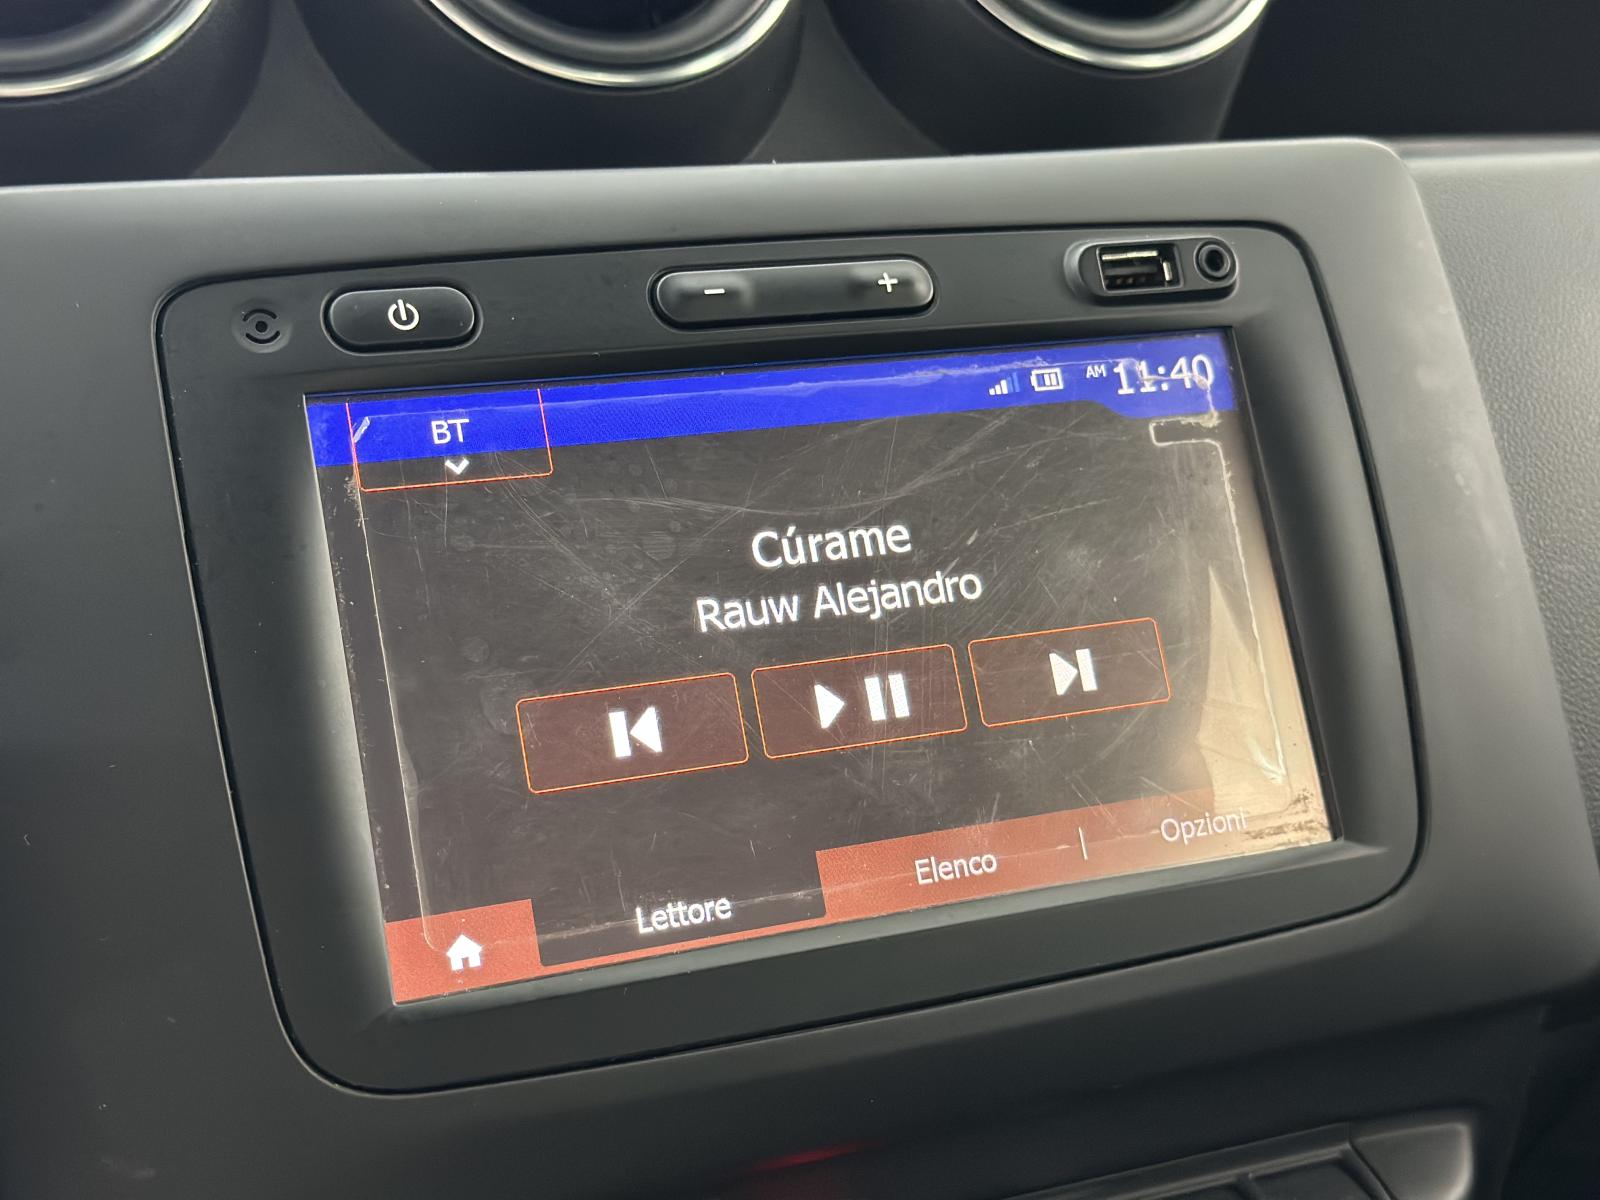 BT
AM 11:40
Cúrame
Rauw Alejandro
Lettore
Elenco
Opzioni